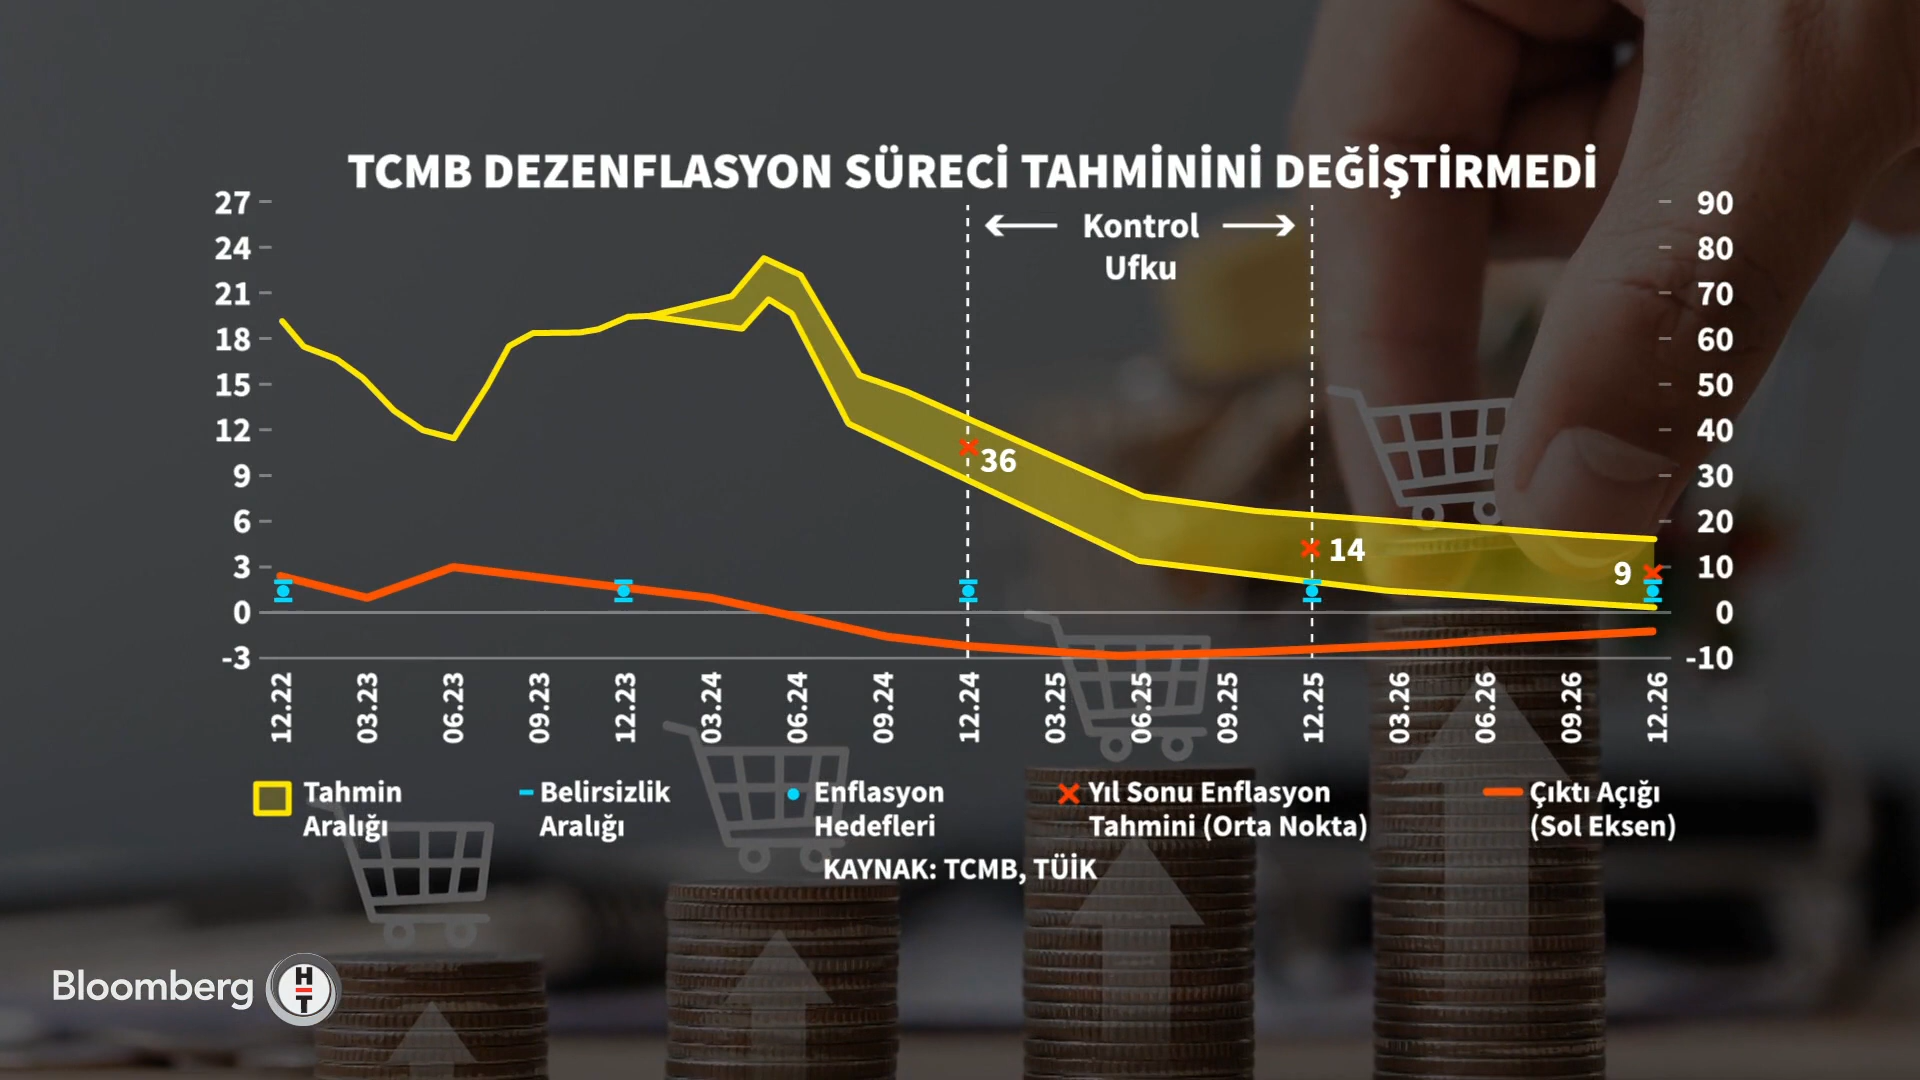 TCMB DEZENFLASYON SÜRECİ TAHMİNİNİ DEĞİŞTİRMEDİ
Kontrol
Ufku
27
24
21
18
15
12
9
6
3
0
-3
90
80
70
60
50
40
30
20
10
0
-10
36
14
9
12.22
03.23
06.23
09.23
12.23
03.24
06.24
09.24
12.24
03.25
06.25
09.25
12.25
03.26
06.26
09.26
12.26
Tahmin
Aralığı
Belirsizlik
Aralığı
Enflasyon
Hedefleri
Yıl Sonu Enflasyon
Tahmini (Orta Nokta)
Çıktı Açığı
(Sol Eksen)
KAYNAK: TCMB, TÜİK
Bloomberg HT